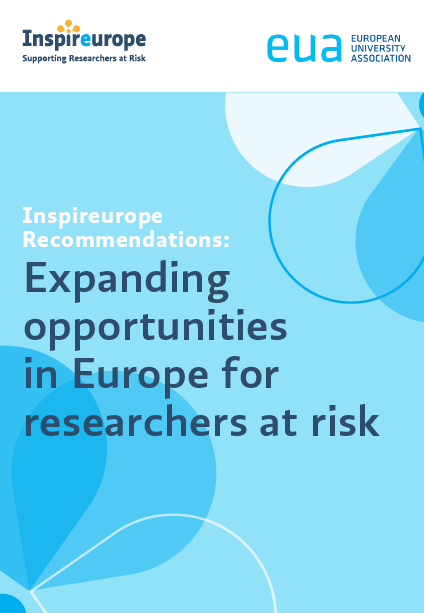 Inspireurope
Supporting Researchers at Risk
eua
EUROPEAN
UNIVERSITY
ASSOCIATION
Inspireurope
Recommendations:
Expanding
opportunities
in Europe for
researchers at risk